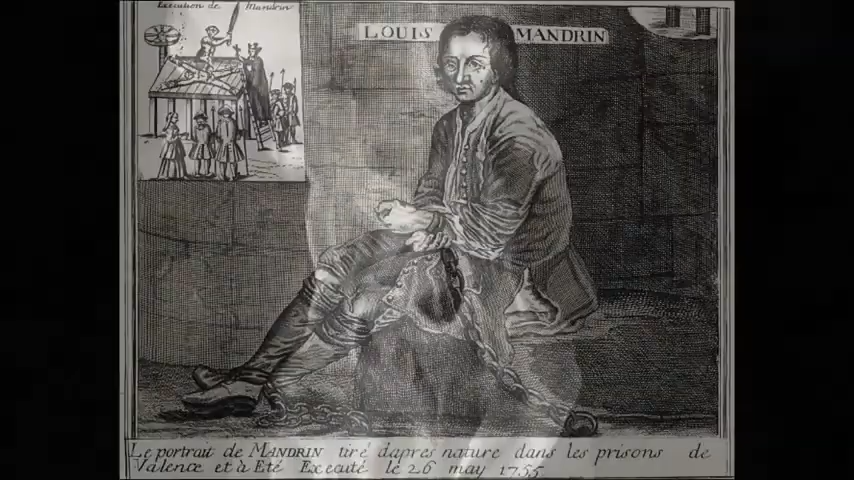 Execution de Mandrin
LOUIS MANDRIN
Le portrait de MANDRIN tiré dapres nature dans les prisons de
Valence et à Eté Executé le 26 may 1755